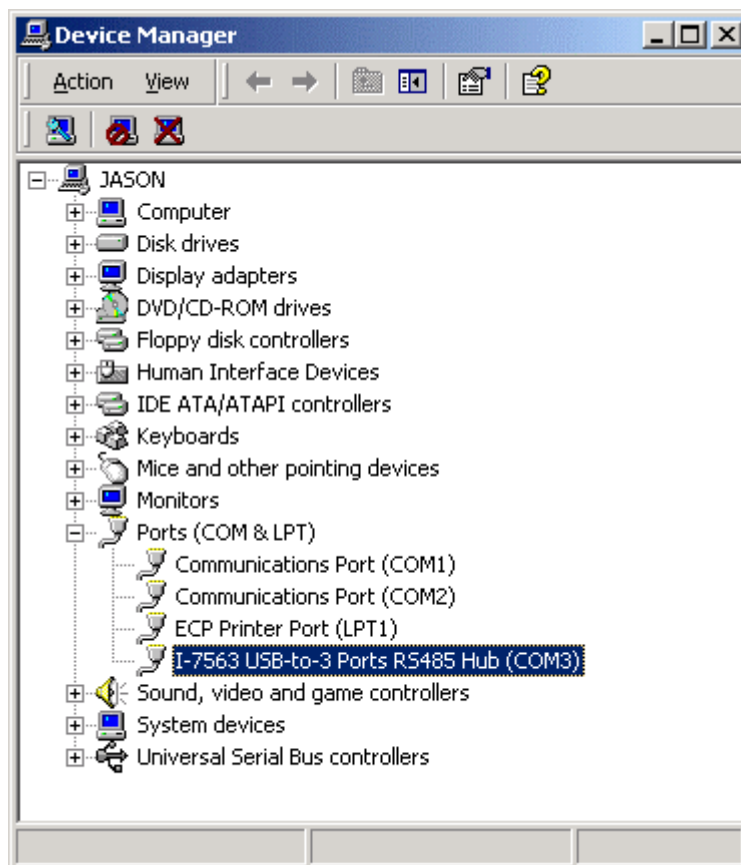 Device Manager
Action View
JASON
Computer
Disk drives
Display adapters
DVD/CD-ROM drives
Floppy disk controllers
Human Interface Devices
IDE ATA/ATAPI controllers
Keyboards
Mice and other pointing devices
Monitors
Ports (COM & LPT)
Communications Port (COM1)
Communications Port (COM2)
ECP Printer Port (LPT1)
I-7563 USB-to-3 Ports RS485 Hub (COM3)
Sound, video and game controllers
System devices
Universal Serial Bus controllers